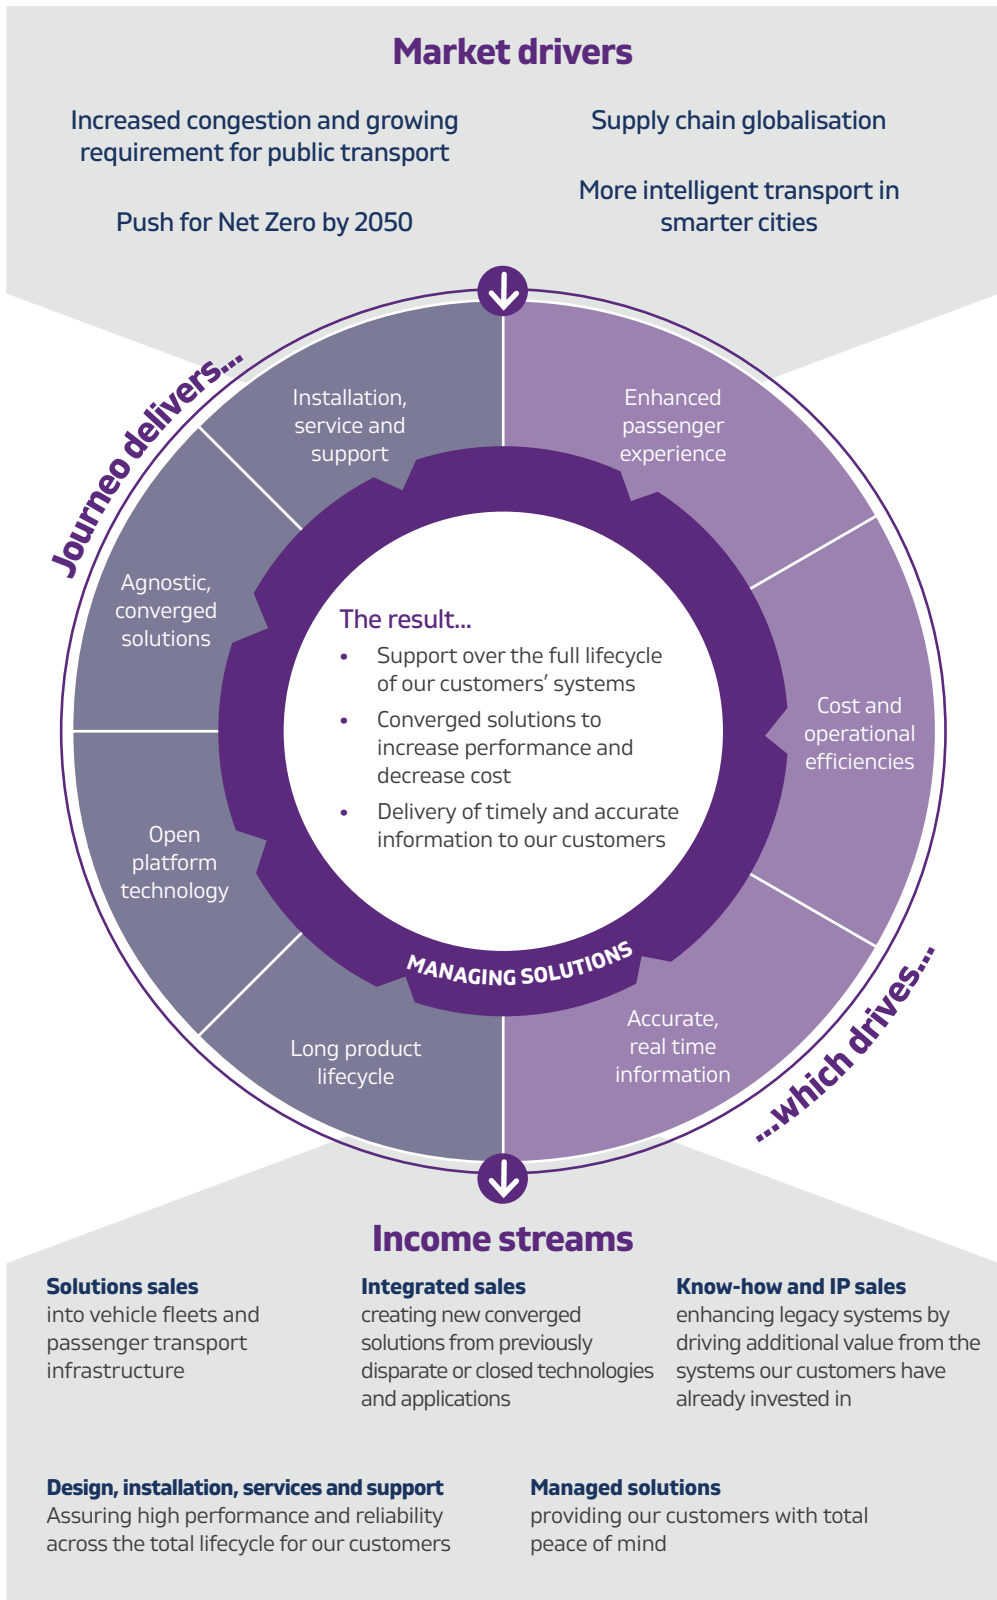 Market drivers
Increased congestion and growing
requirement for public transport
Push for Net Zero by 2050
Supply chain globalisation
More intelligent transport in
smarter cities
Journeo delivers...
Installation,
service and
support
Agnostic,
converged
solutions
Open
platform
technology
Long product
lifecycle
Enhanced
passenger
experience
Cost and
operational
efficiencies
Accurate,
real time
information
...which drives...
The result...
• Support over the full lifecycle
of our customers’ systems
• Converged solutions to
increase performance and
decrease cost
• Delivery of timely and accurate
information to our customers
MANAGING SOLUTIONS
Income streams
Solutions sales
into vehicle fleets and
passenger transport
infrastructure
Integrated sales
creating new converged
solutions from previously
disparate or closed technologies
and applications
Know-how and IP sales
enhancing legacy systems by
driving additional value from the
systems our customers have
already invested in
Design, installation, services and support
Assuring high performance and reliability
across the total lifecycle for our customers
Managed solutions
providing our customers with total
peace of mind